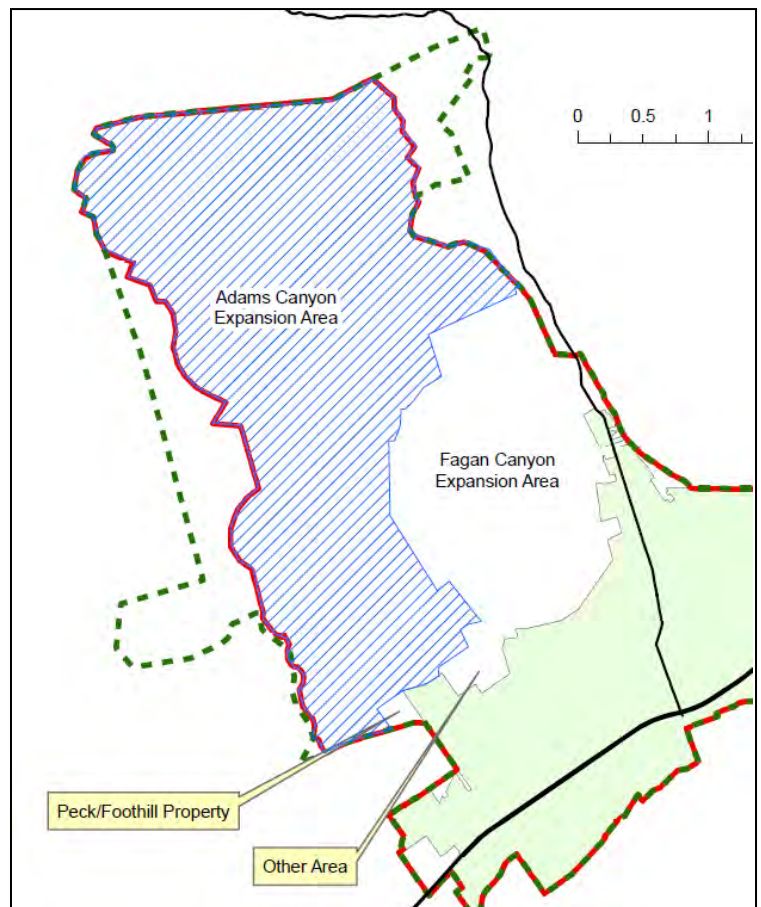 0 0.5 1
Adams Canyon
Expansion Area
Fagan Canyon
Expansion Area
Peck/Foothill Property
Other Area